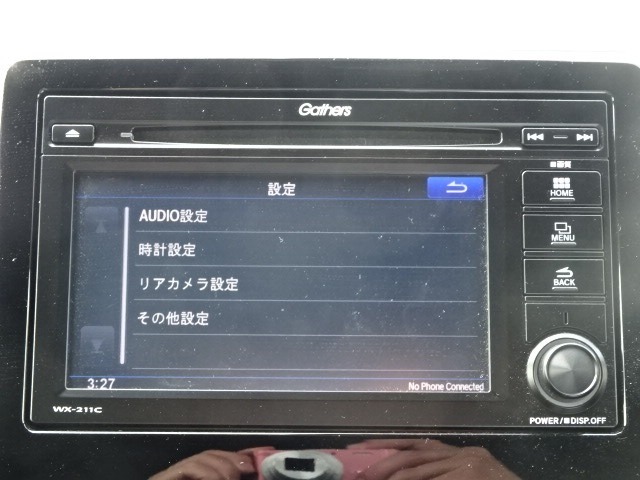 Gathers
画質
HOME
MENU
BACK
設定
AUDIO設定
時計設定
リアカメラ設定
その他設定
3:27
No Phone Connected
WX-211C
POWER/■DISP.OFF